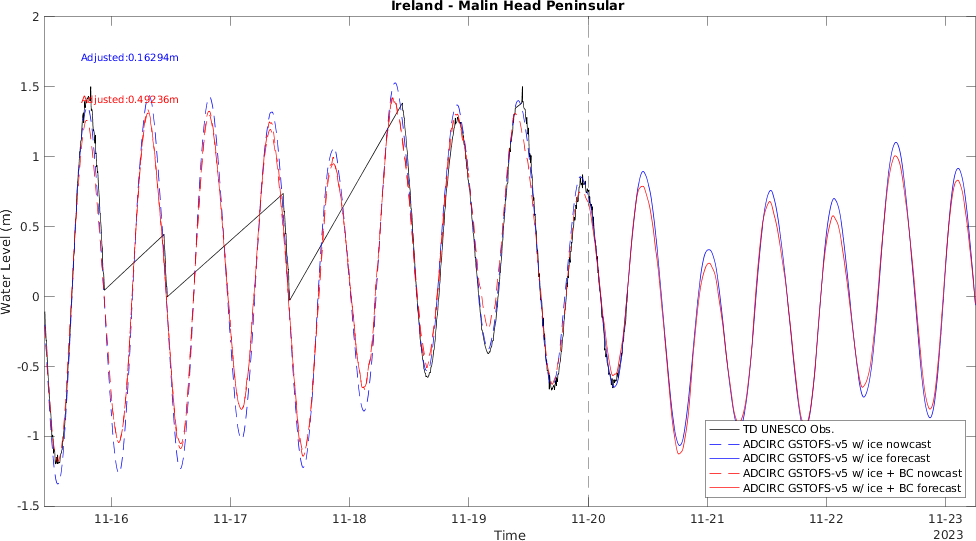 Ireland - Malin Head Peninsular
Adjusted:0.16294m
Adjusted:0.49236m
Water Level (m)
2
1.5
1
0.5
0
-0.5
-1
-1.5
11-16
11-17
11-18
11-19
11-20
11-21
11-22
11-23
Time
2023
TD UNESCO Obs.
ADCIRC GSTOFS-v5 w/ ice nowcast
ADCIRC GSTOFS-v5 w/ ice forecast
ADCIRC GSTOFS-v5 w/ ice + BC nowcast
ADCIRC GSTOFS-v5 w/ ice + BC forecast